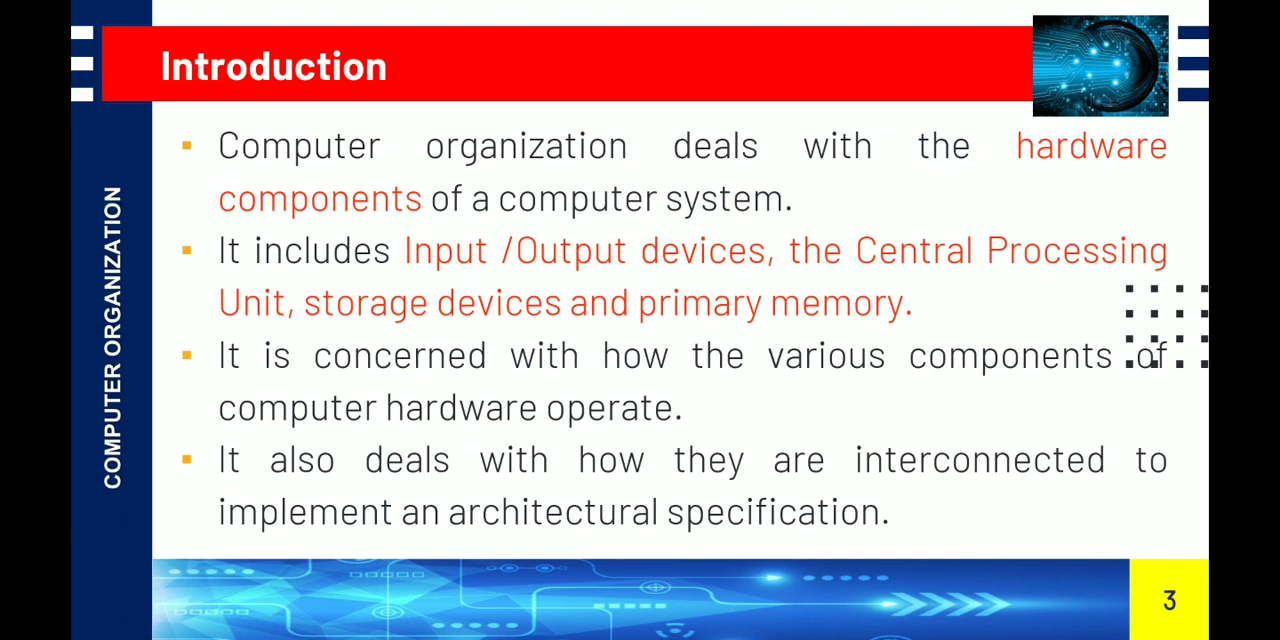 Introduction
▪ Computer organization deals with the hardware
components of a computer system.
▪ It includes Input /Output devices, the Central Processing
Unit, storage devices and primary memory.
▪ It is concerned with how the various components of
computer hardware operate.
▪ It also deals with how they are interconnected to
implement an architectural specification.
COMPUTER ORGANIZATION
3